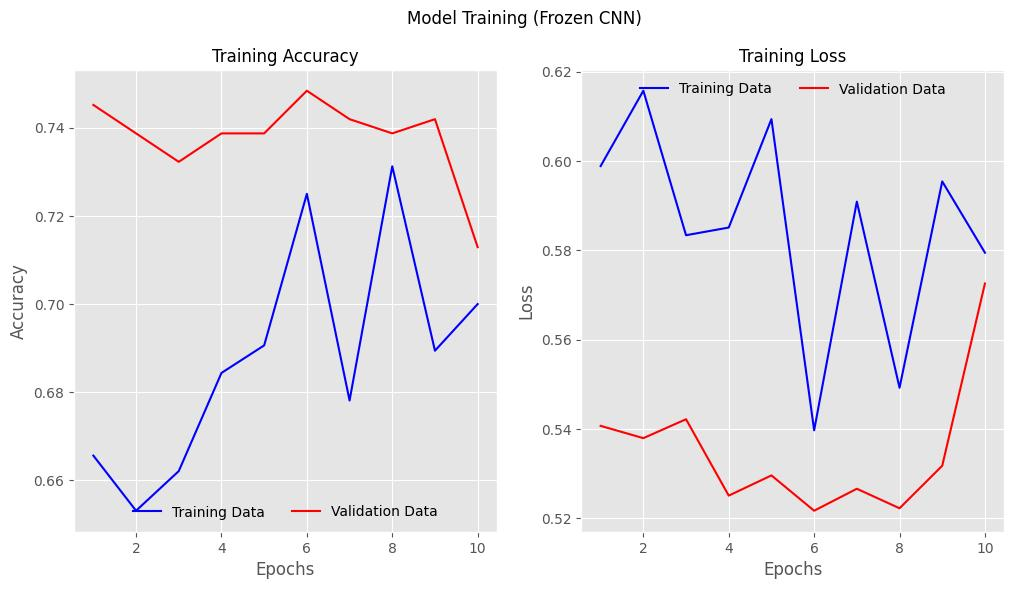 Model Training (Frozen CNN)
Training Accuracy
Accuracy
0.74
0.72
0.70
0.68
0.66
Training Data
Validation Data
2 4 6 8 10
Epochs
Training Loss
Loss
0.62
0.60
0.58
0.56
0.54
0.52
Training Data
Validation Data
2 4 6 8 10
Epochs